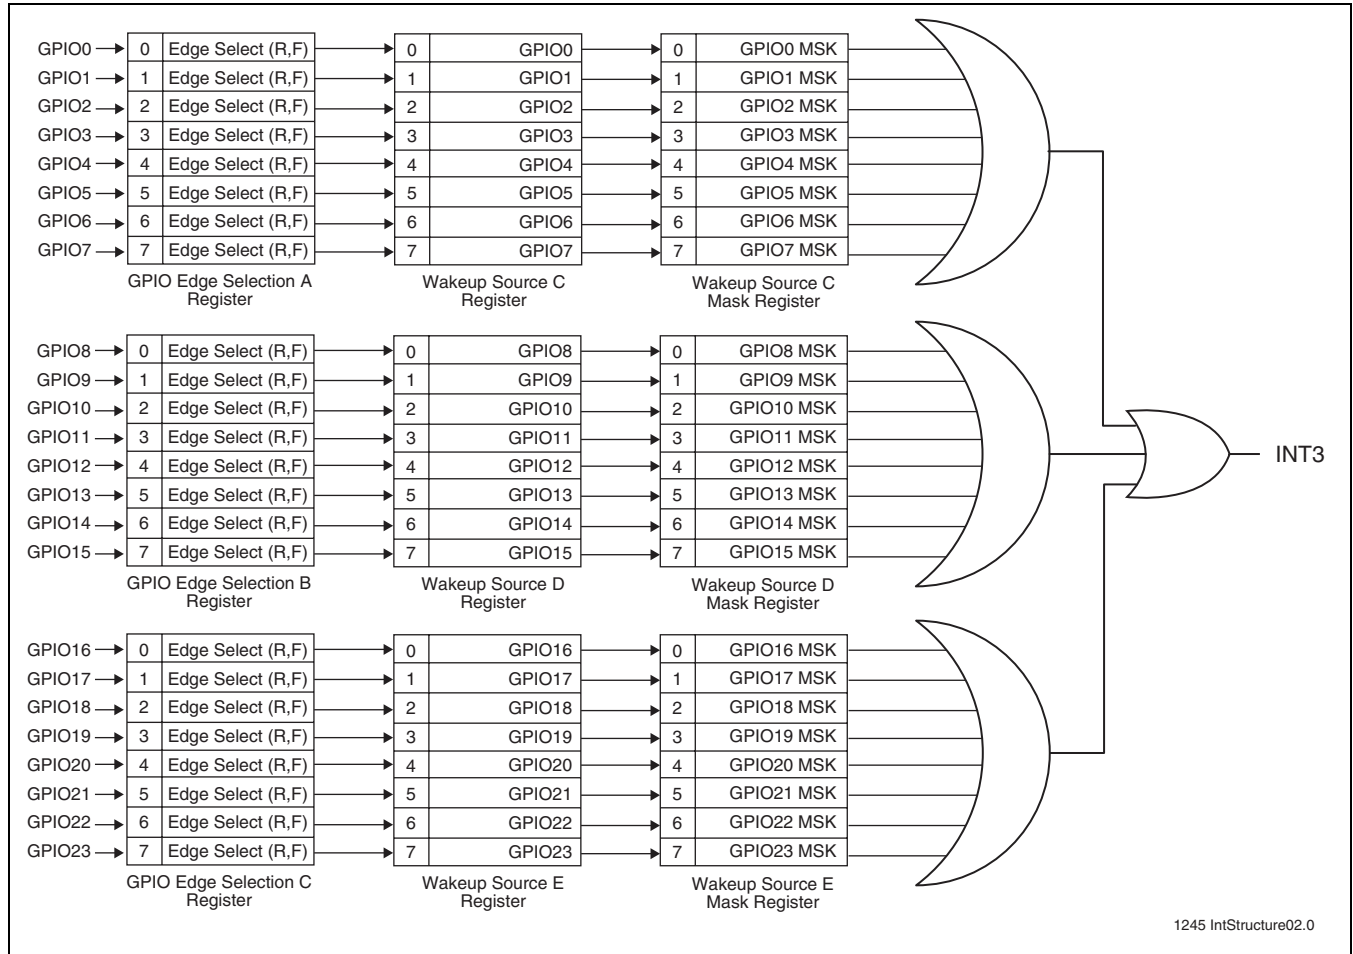 GPIO0 0 Edge Select (R,F) 0 GPIO0 0 GPIO0 MSK
GPIO1 1 Edge Select (R,F) 1 GPIO1 1 GPIO1 MSK
GPIO2 2 Edge Select (R,F) 2 GPIO2 2 GPIO2 MSK
GPIO3 3 Edge Select (R,F) 3 GPIO3 3 GPIO3 MSK
GPIO4 4 Edge Select (R,F) 4 GPIO4 4 GPIO4 MSK
GPIO5 5 Edge Select (R,F) 5 GPIO5 5 GPIO5 MSK
GPIO6 6 Edge Select (R,F) 6 GPIO6 6 GPIO6 MSK
GPIO7 7 Edge Select (R,F) 7 GPIO7 7 GPIO7 MSK
GPIO Edge Selection A Wakeup Source C Wakeup Source C
Register Register Mask Register
GPIO8 0 Edge Select (R,F) 0 GPIO8 0 GPIO8 MSK
GPIO9 1 Edge Select (R,F) 1 GPIO9 1 GPIO9 MSK
GPIO10 2 Edge Select (R,F) 2 GPIO10 2 GPIO10 MSK
GPIO11 3 Edge Select (R,F) 3 GPIO11 3 GPIO11 MSK
GPIO12 4 Edge Select (R,F) 4 GPIO12 4 GPIO12 MSK
INT3
GPIO13 5 Edge Select (R,F) 5 GPIO13 5 GPIO13 MSK
GPIO14 6 Edge Select (R,F) 6 GPIO14 6 GPIO14 MSK
GPIO15 7 Edge Select (R,F) 7 GPIO15 7 GPIO15 MSK
GPIO Edge Selection B Wakeup Source D Wakeup Source D
Register Register Mask Register
GPIO16 0 Edge Select (R,F) 0 GPIO16 0 GPIO16 MSK
GPIO17 1 Edge Select (R,F) 1 GPIO17 1 GPIO17 MSK
GPIO18 2 Edge Select (R,F) 2 GPIO18 2 GPIO18 MSK
GPIO19 3 Edge Select (R,F) 3 GPIO19 3 GPIO19 MSK
GPIO20 4 Edge Select (R,F) 4 GPIO20 4 GPIO20 MSK
GPIO21 5 Edge Select (R,F) 5 GPIO21 5 GPIO21 MSK
GPIO22 6 Edge Select (R,F) 6 GPIO22 6 GPIO22 MSK
GPIO23 7 Edge Select (R,F) 7 GPIO23 7 GPIO23 MSK
GPIO Edge Selection C Wakeup Source E Wakeup Source E
Register Register Mask Register
1245 IntStructure02.0